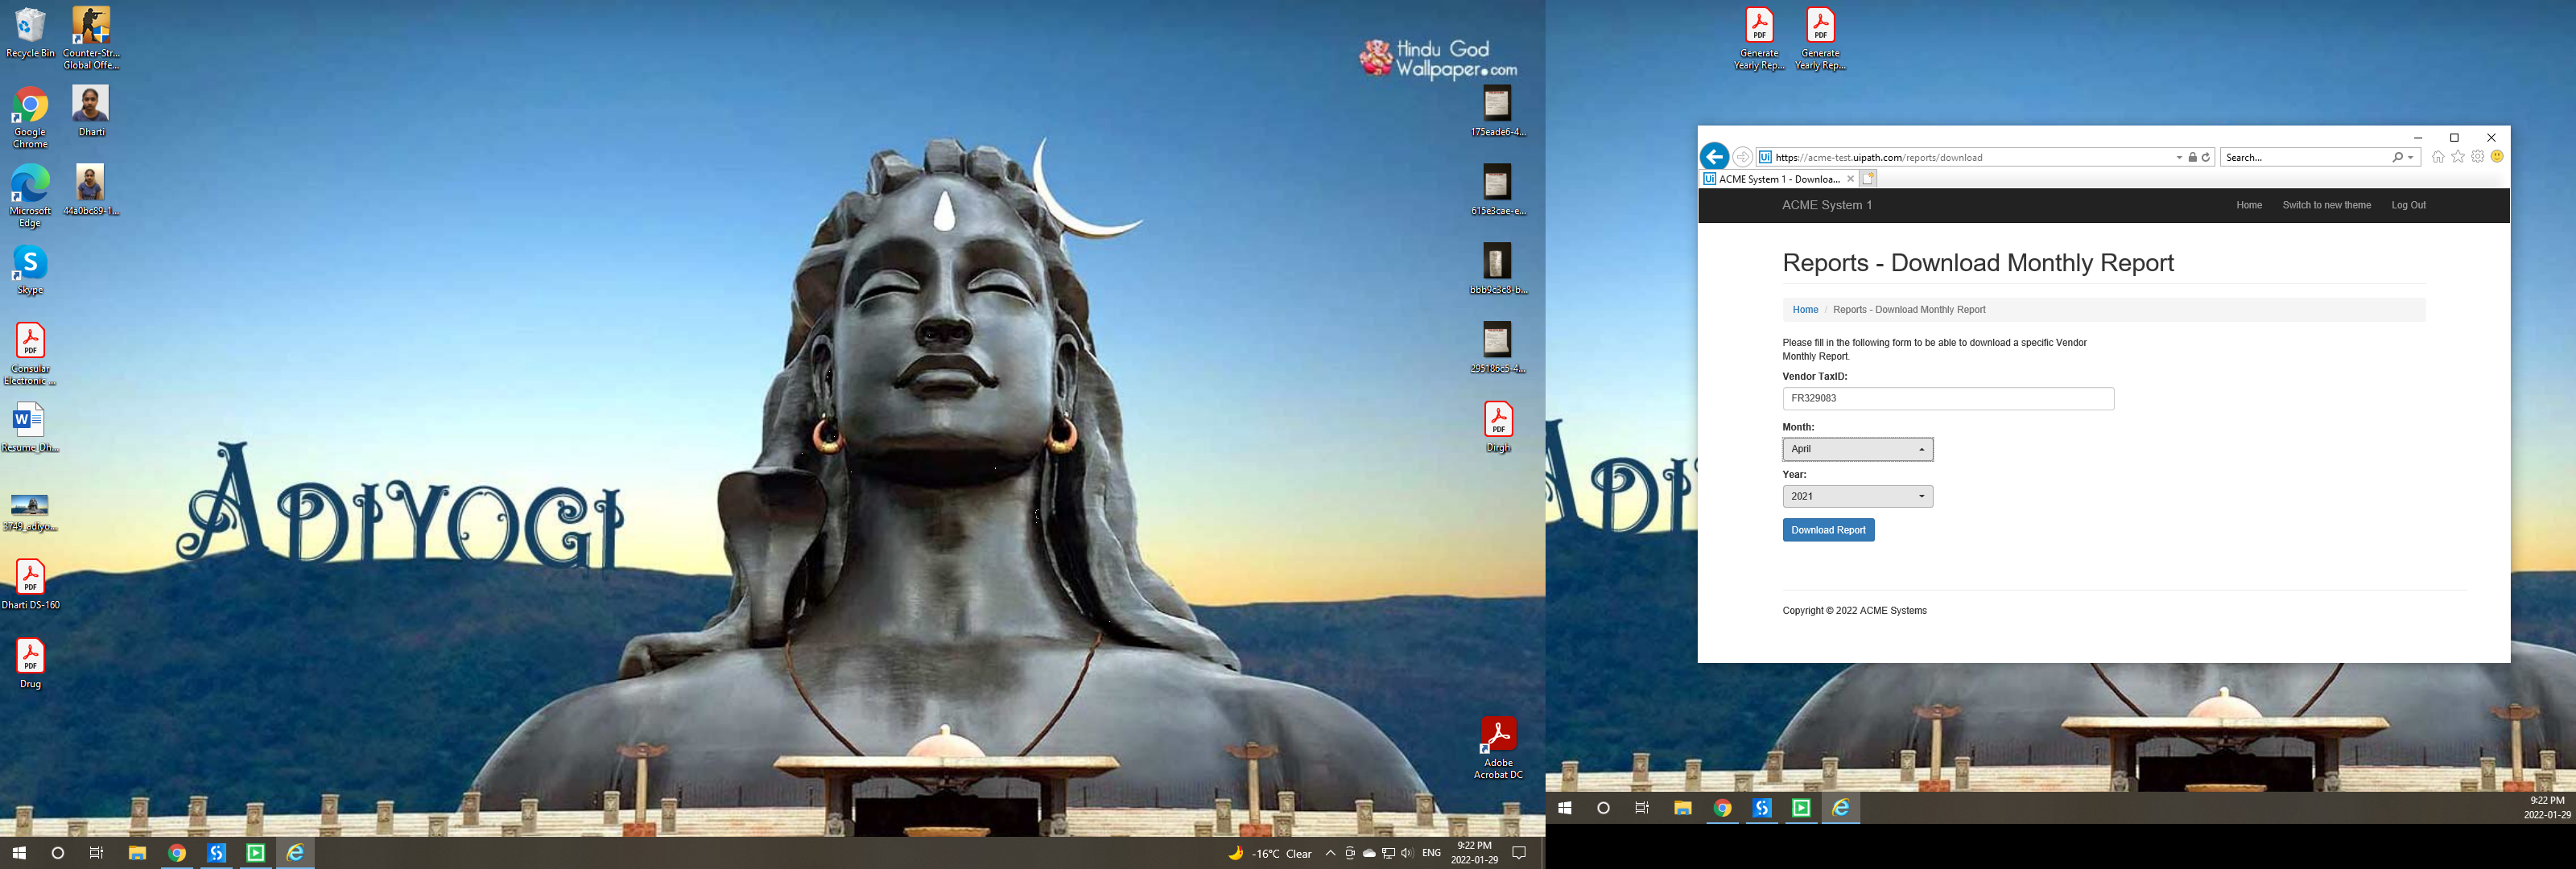 Recycle Bin
Counter-Str...
Global Offe...
Google
Chrome
Dharti
Microsoft
Edge
44a0bc89-1...
Skype
PDF
Consular
Electronic ...
W
Resume_Dh...
3749_adiyo...
PDF
Dharti DS-160
PDF
Drug
ADIYOGI
Hindu God
Wallpaper.com
175eade6-4...
615e3cae-e...
bbb9c3c8-b...
295186c5-4...
PDF
Dirgh
Adobe
Acrobat DC
-16°C Clear
ENG
9:22 PM
2022-01-29
PDF
Generate
Yearly Rep...
PDF
Generate
Yearly Rep...
https://acme-test.uipath.com/reports/download
Search...
ACME System 1 - Downloa...
ACME System 1
Home
Switch to new theme
Log Out
Reports - Download Monthly Report
Home / Reports - Download Monthly Report
Please fill in the following form to be able to download a specific Vendor
Monthly Report.
Vendor TaxID:
FR329083
Month:
April
Year:
2021
Download Report
Copyright © 2022 ACME Systems
9:22 PM
2022-01-29